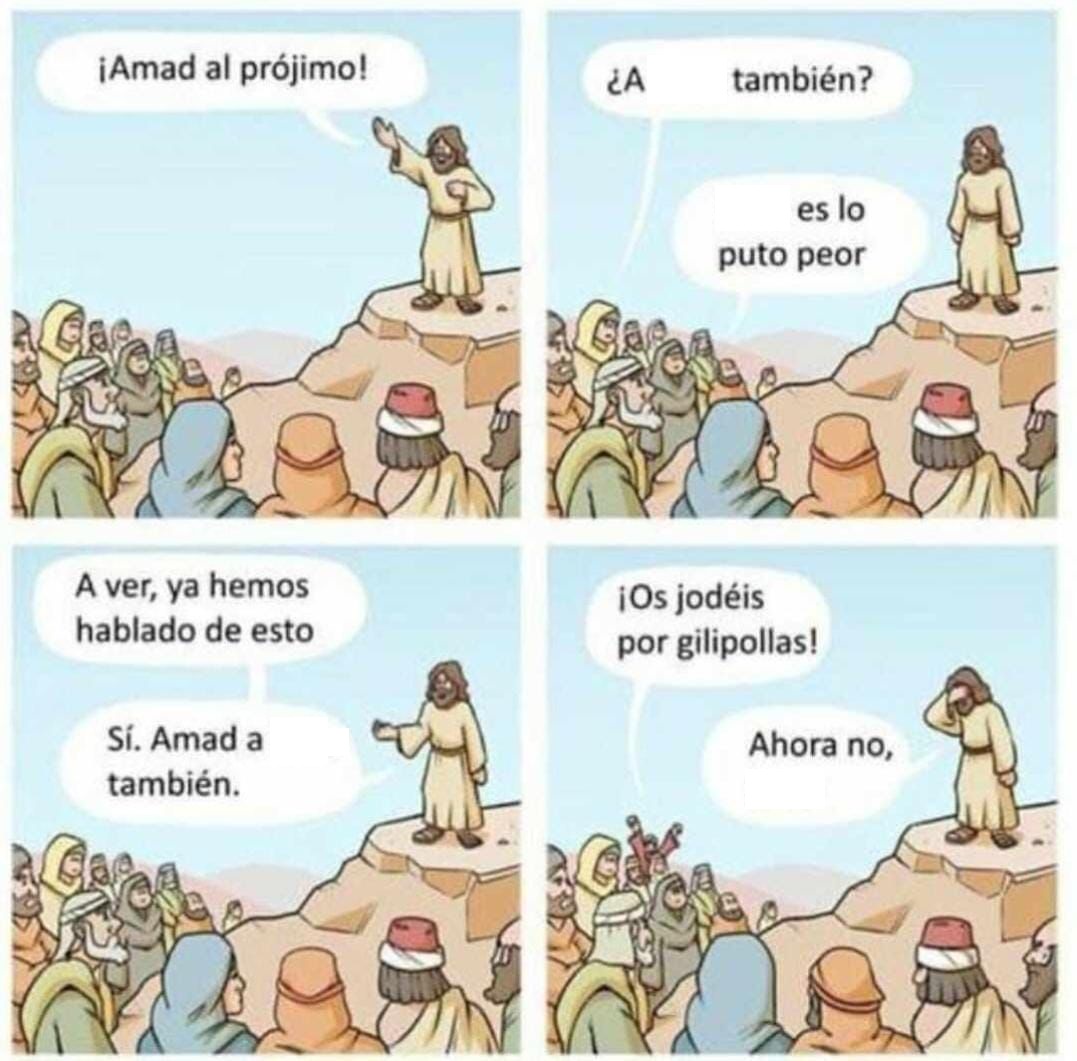 ¡Amad al prójimo!
¿A también?
es lo
puto peor
A ver, ya hemos
hablado de esto
Sí. Amad a
también.
¡Os jodéis
por gilipollas!
Ahora no,